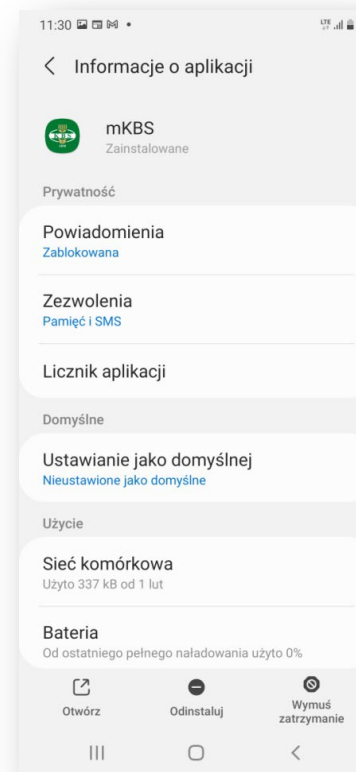 11:30
LTE
Informacje o aplikacji
KBS
mKBS
Zainstalowane
Prywatność
Powiadomienia
Zablokowana
Zezwolenia
Pamięć i SMS
Licznik aplikacji
Domyślne
Ustawianie jako domyślnej
Nieustawione jako domyślne
Użycie
Sieć komórkowa
Użyto 337 kB od 1 lut
Bateria
Od ostatniego pełnego naładowania użyto 0%
Otwórz
Odinstaluj
Wymuś
zatrzymanie